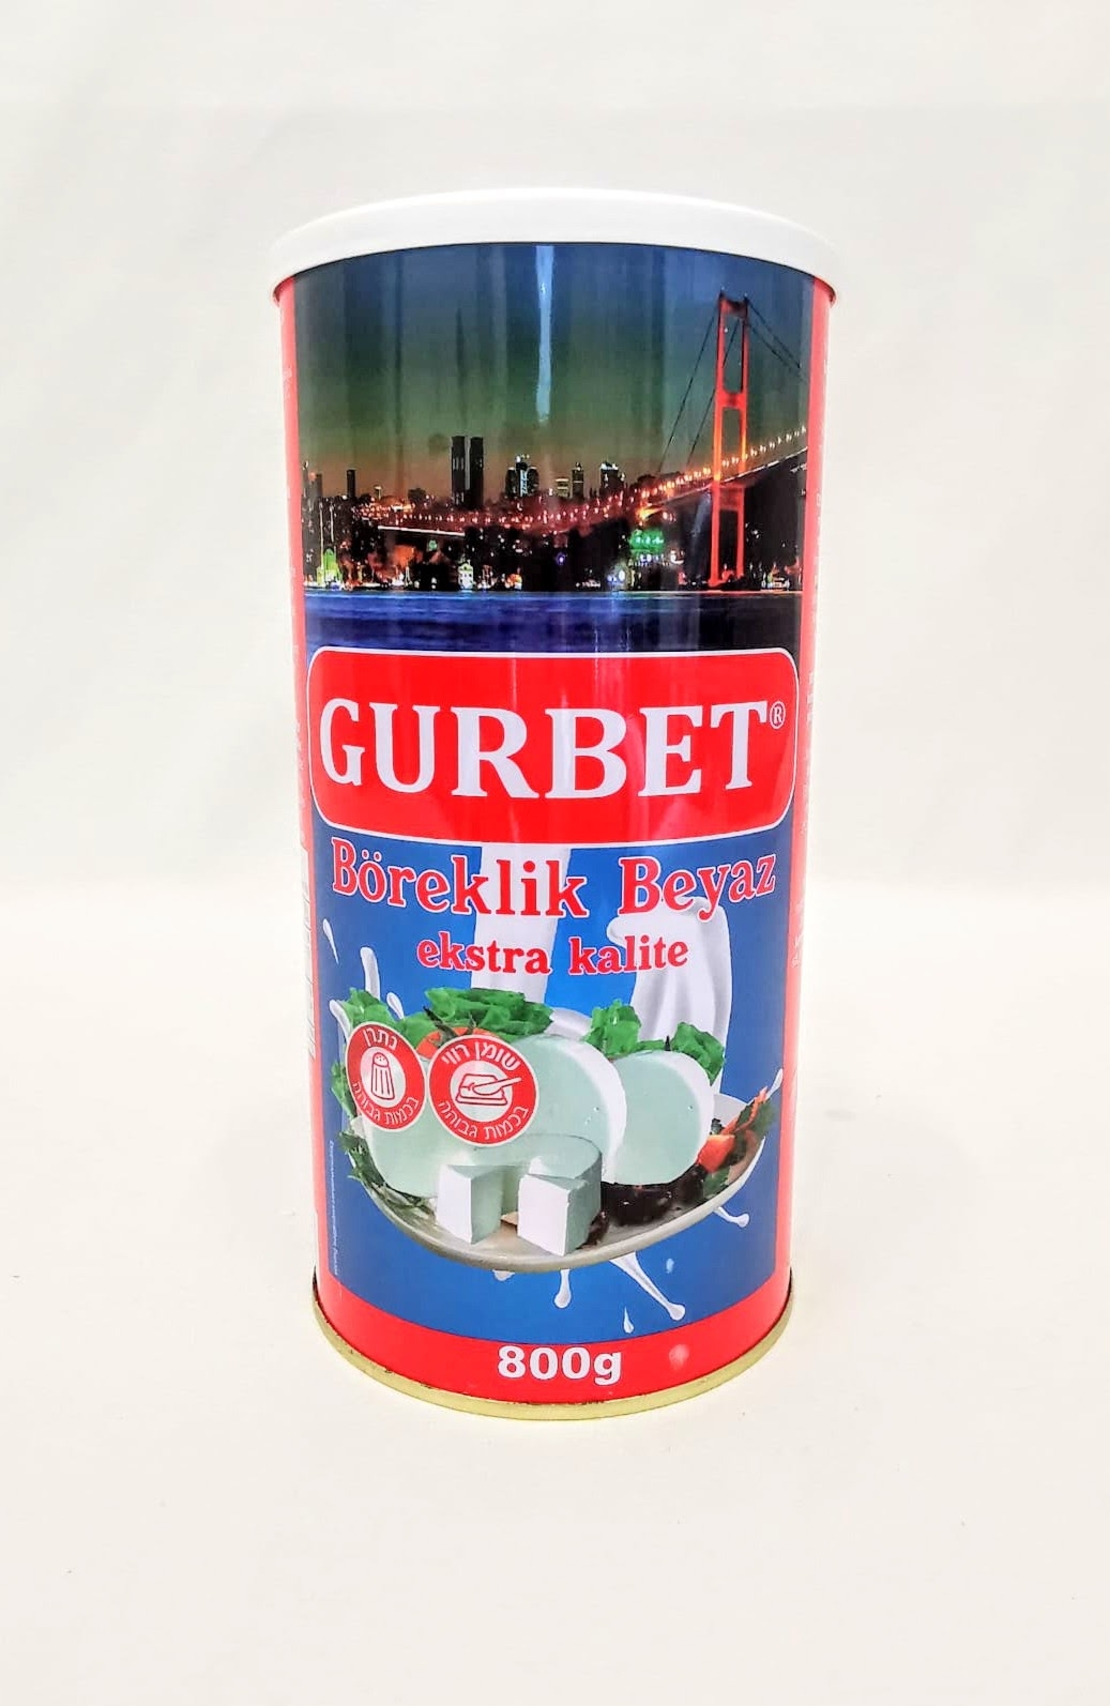 GURBET®
Böreklik Beyaz
ekstra kalite
נתרן
בכמות גבוהה
שומן רווי
בכמות גבוהה
800g